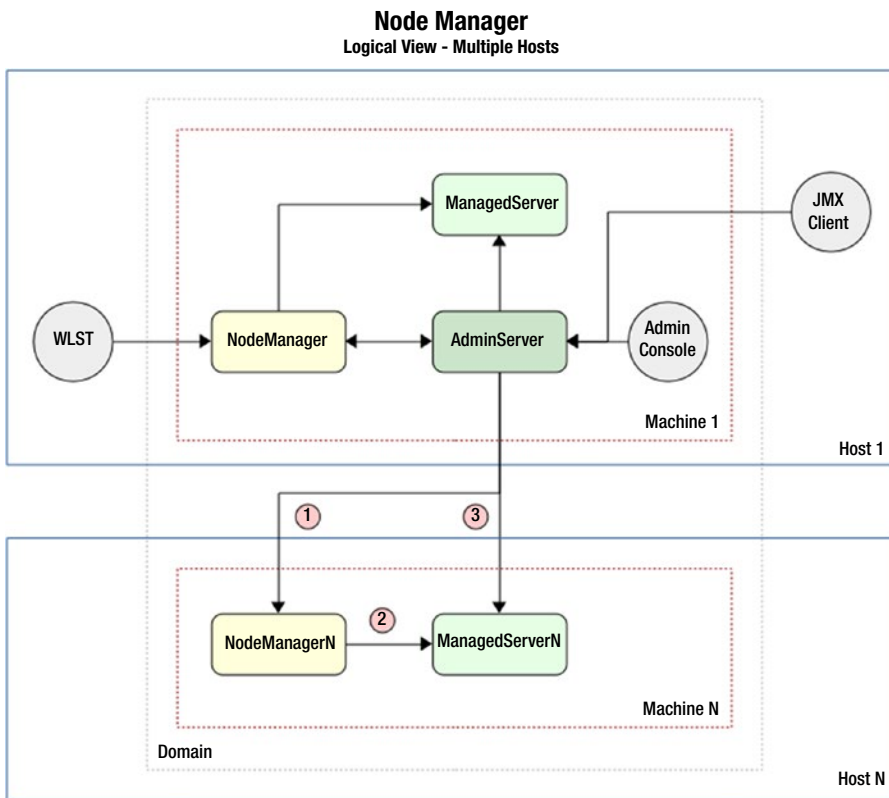 Node Manager
Logical View - Multiple Hosts
ManagedServer
JMX
Client
WLST
NodeManager
AdminServer
Admin
Console
Machine 1
Host 1
1
3
2
NodeManagerN
ManagedServerN
Machine N
Domain
Host N